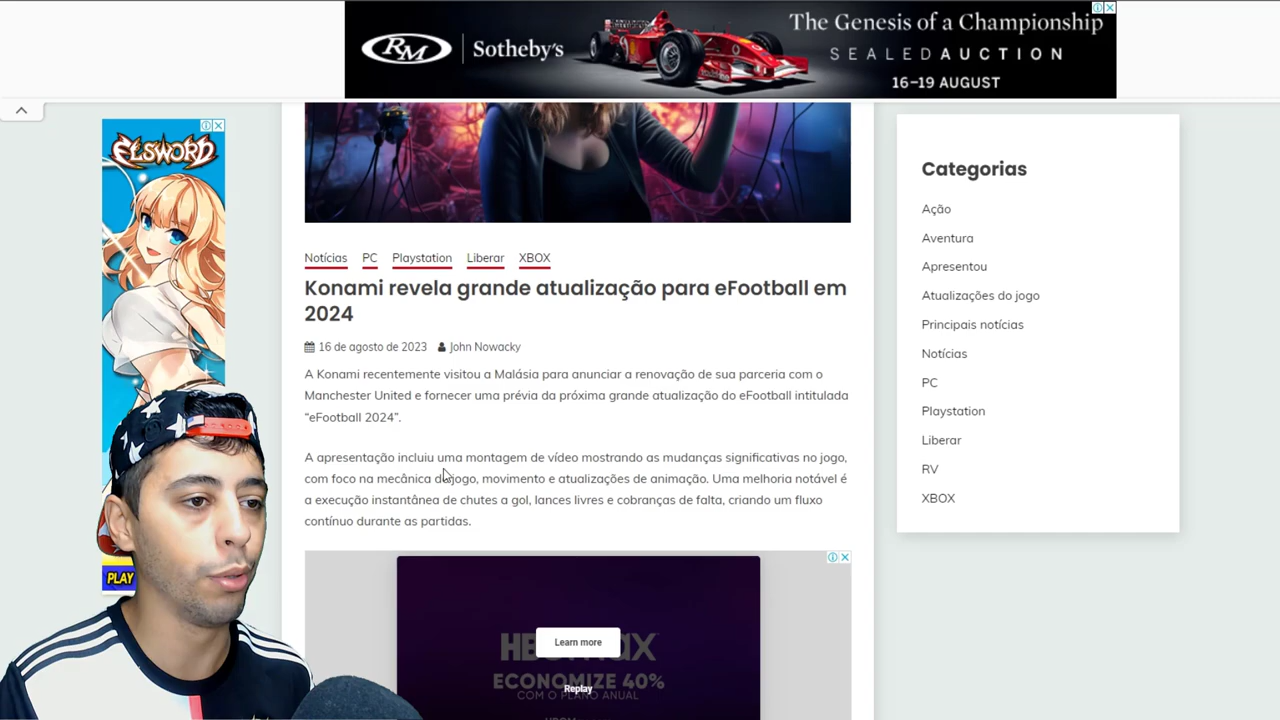 The Genesis of a Championship
RM Sotheby's
SEALED AUCTION
16–19 AUGUST
ELSWORD
PLAY
Notícias PC Playstation Liberar XBOX
Konami revela grande atualização para eFootball em
2024
16 de agosto de 2023 John Nowacky
A Konami recentemente visitou a Malásia para anunciar a renovação de sua parceria com o
Manchester United e fornecer uma prévia da próxima grande atualização do eFootball intitulada
“eFootball 2024”.
A apresentação incluiu uma montagem de vídeo mostrando as mudanças significativas no jogo,
com foco na mecânica do jogo, movimento e atualizações de animação. Uma melhoria notável é
a execução instantânea de chutes a gol, lances livres e cobranças de falta, criando um fluxo
contínuo durante as partidas.
Learn more
ECONOMIZE 40%
COM O PLANO ANUAL
Replay
Categorias
Ação
Aventura
Apresentou
Atualizações do jogo
Principais notícias
Notícias
PC
Playstation
Liberar
RV
XBOX